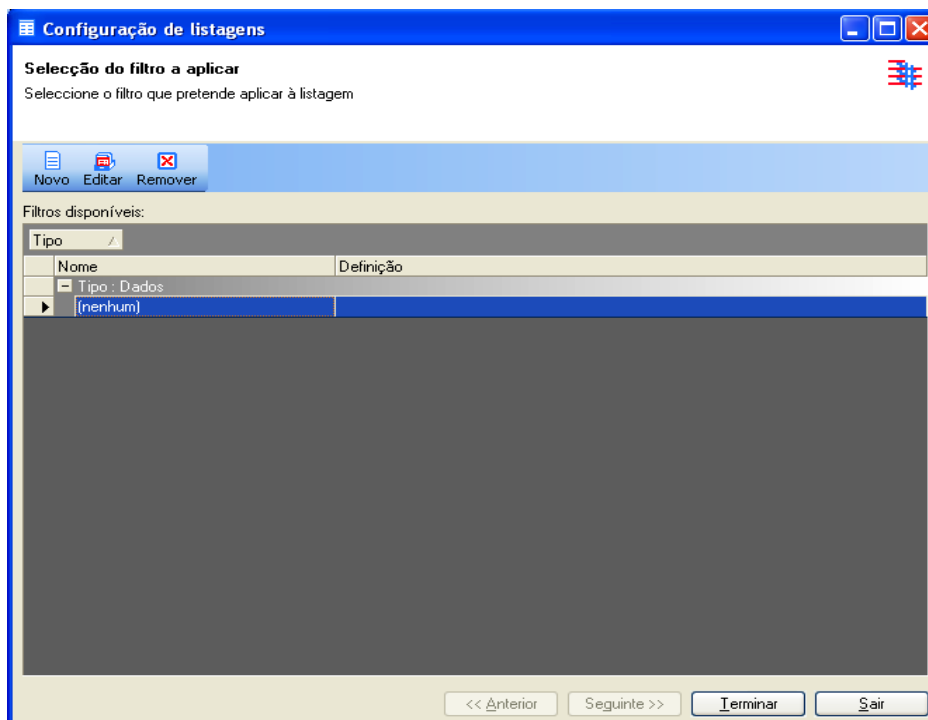 Configuração de listagens
Selecção do filtro a aplicar
Seleccione o filtro que pretende aplicar à listagem
Novo Editar Remover
Filtros disponíveis:
Tipo
Nome Definição
Tipo : Dados
(nenhum)
<< Anterior Seguinte >> Terminar Sair